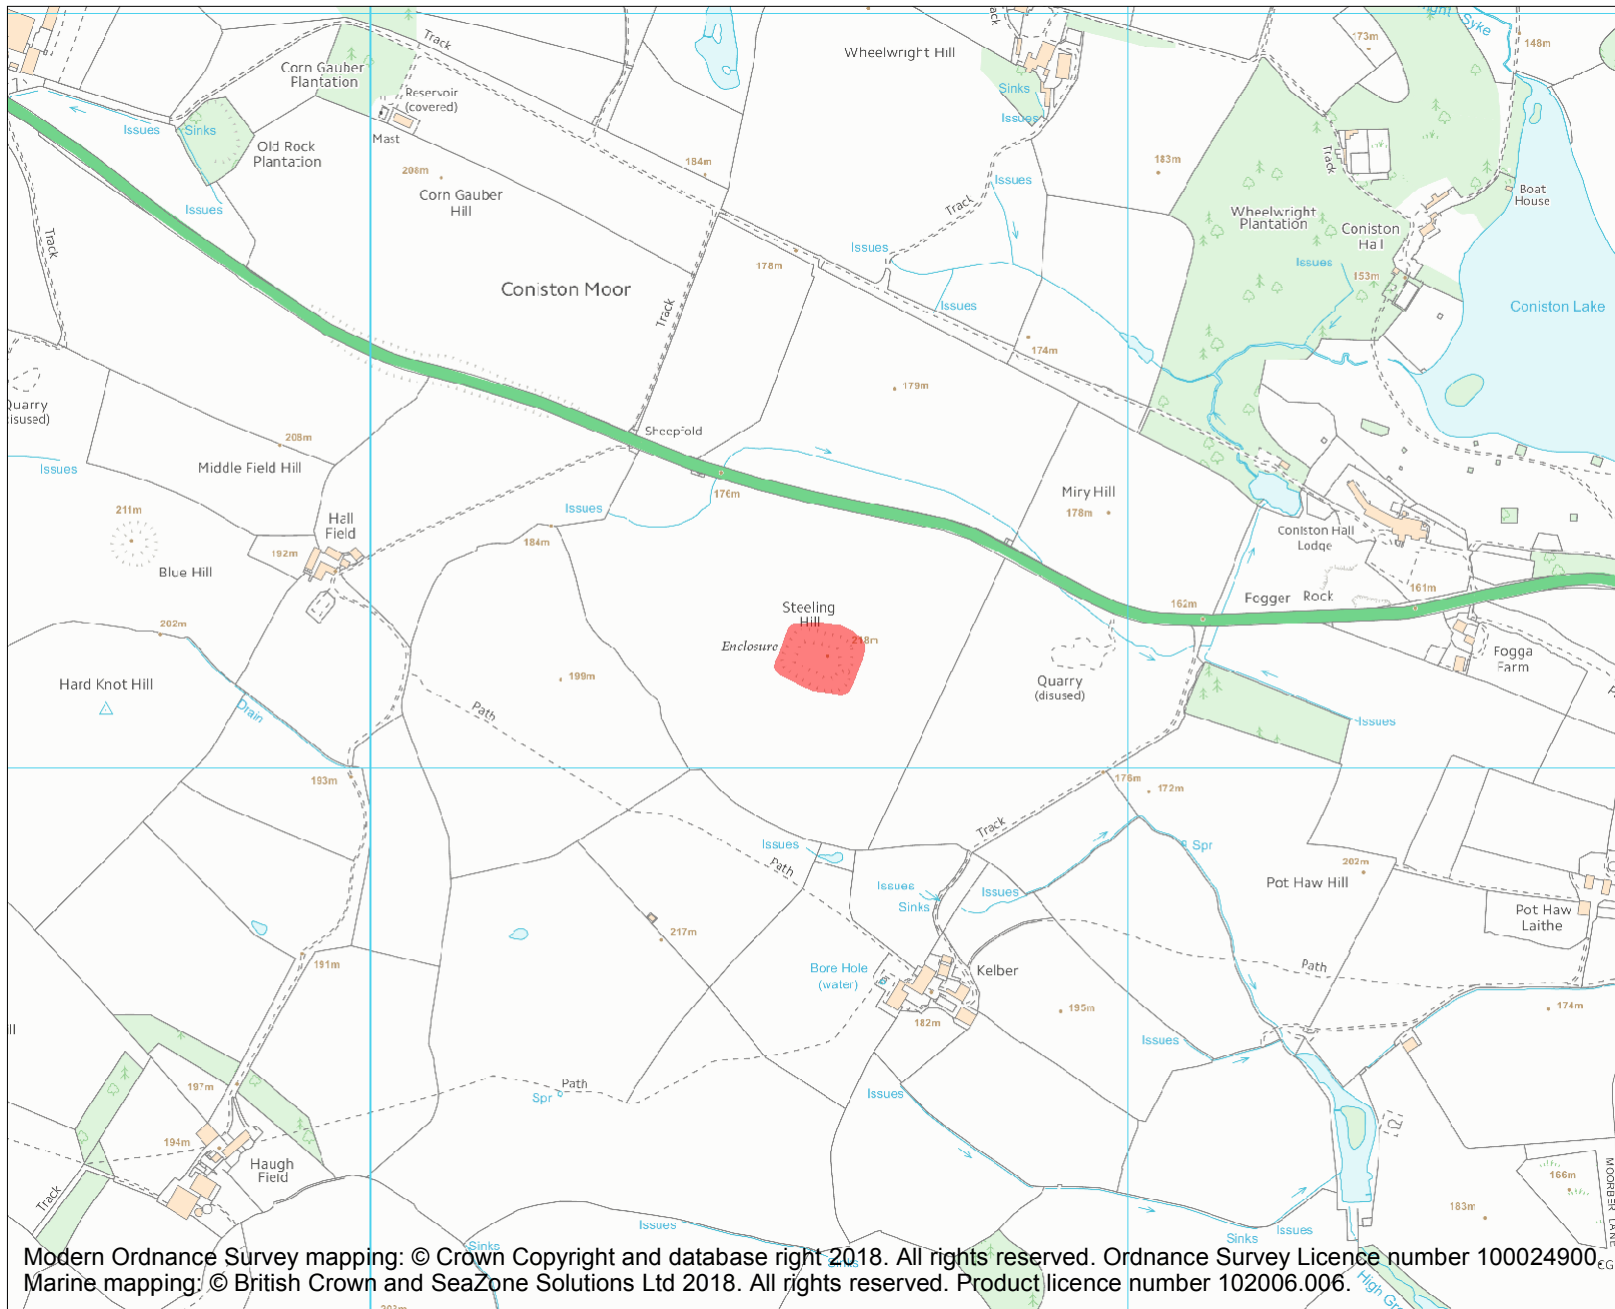 Track
Wheelwright Hill
173m
148m
Syke
Corn Gauber
Plantation
Reservoir
(covered)
Mast
Sinks
Issues
Issues
Sinks
Old Rock
Plantation
208m
Corn Gauber
Hill
184m
183m
Issues
Track
Boat
House
Issues
Track
Wheelwright
Plantation
Coniston
Hall
Issues
153m
Track
Issues
178m
Coniston Moor
Track
Issues
Coniston Lake
174m
179m
Quarry
(disused)
Sheepfold
208m
Middle Field Hill
Issues
176m
Miry Hill
178m
211m
Issues
Hall
Field
184m
192m
Blue Hill
Coniston Hall
Lodge
161m
Fogger Rock
162m
Steeling
Hill
218m
Enclosure
202m
Fogga
Farm
Hard Knot Hill
199m
Quarry
(disused)
Drain
Path
Issues
193m
176m
172m
Track
Issues
Path
Spr
202m
Pot Haw Hill
Issues
Sinks
Issues
Pot Haw
Laithe
217m
191m
Bore Hole
(water)
Kelber
Path
182m
195m
174m
Issues
197m
Path
Spr
Issues
194m
Haugh
Field
Track
166m
183m
MOORBER LANE
Issues
Sinks
Issues
Sinks
Sinks
Modern Ordnance Survey mapping: © Crown Copyright and database right 2018. All rights reserved. Ordnance Survey Licence number 100024900.
Marine mapping: © British Crown and SeaZone Solutions Ltd 2018. All rights reserved. Product licence number 102006.006.
203m